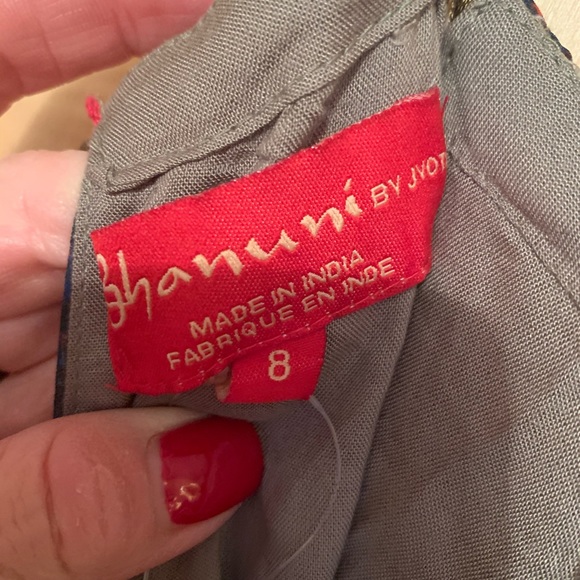 Bhanuni BY JYOT
MADE IN INDIA
FABRIQUE EN INDE
8